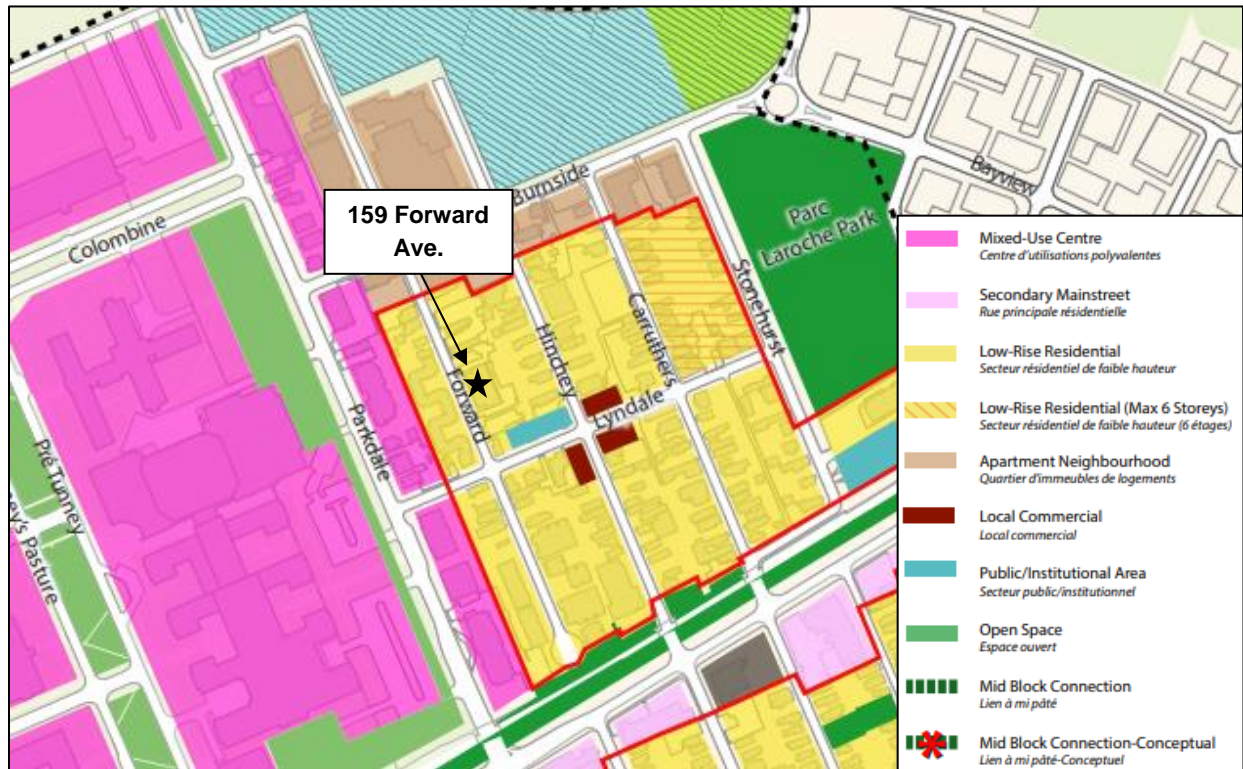 Burnside
Bayview
159 Forward
Ave.
Colombine
Parc
Laroche Park
Stonehurst
Carruthers
Hinchey
Forward
Lyndale
Parkdale
Pré Tunney
ney's Pasture
Mixed-Use Centre
Centre d'utilisations polyvalentes
Secondary Mainstreet
Rue principale résidentielle
Low-Rise Residential
Secteur résidentiel de faible hauteur
Low-Rise Residential (Max 6 Storeys)
Secteur résidentiel de faible hauteur (6 étages)
Apartment Neighbourhood
Quartier d'immeubles de logements
Local Commercial
Local commercial
Public/Institutional Area
Secteur public/institutionnel
Open Space
Espace ouvert
Mid Block Connection
Lien à mi pâté
Mid Block Connection-Conceptual
Lien à mi pâté-Conceptuel